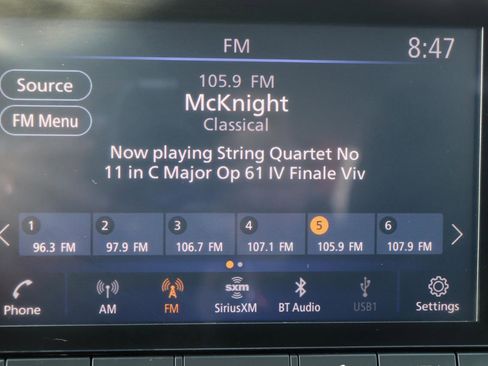 FM
8:47
Source
105.9 FM
McKnight
FM Menu
Classical
Now playing String Quartet No
11 in C Major Op 61 IV Finale Viv
1
2
3
4
5
6
96.3 FM
97.9 FM
106.7 FM
107.1 FM
105.9 FM
107.9 FM
Phone
AM
FM
sxm
SiriusXM
BT Audio
USB1
Settings